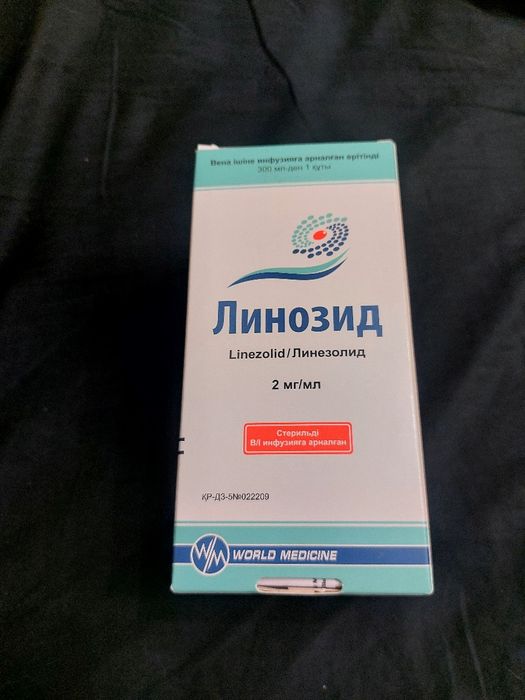 Вена ішіне инфузияға арналған ерітінді
300 мл-ден 1 құты
Линозид
Linezolid/Линезолид
2 мг/мл
Стерильді
В/І инфузияға арналған
ҚР-ДЗ-5№022209
WM WORLD MEDICINE